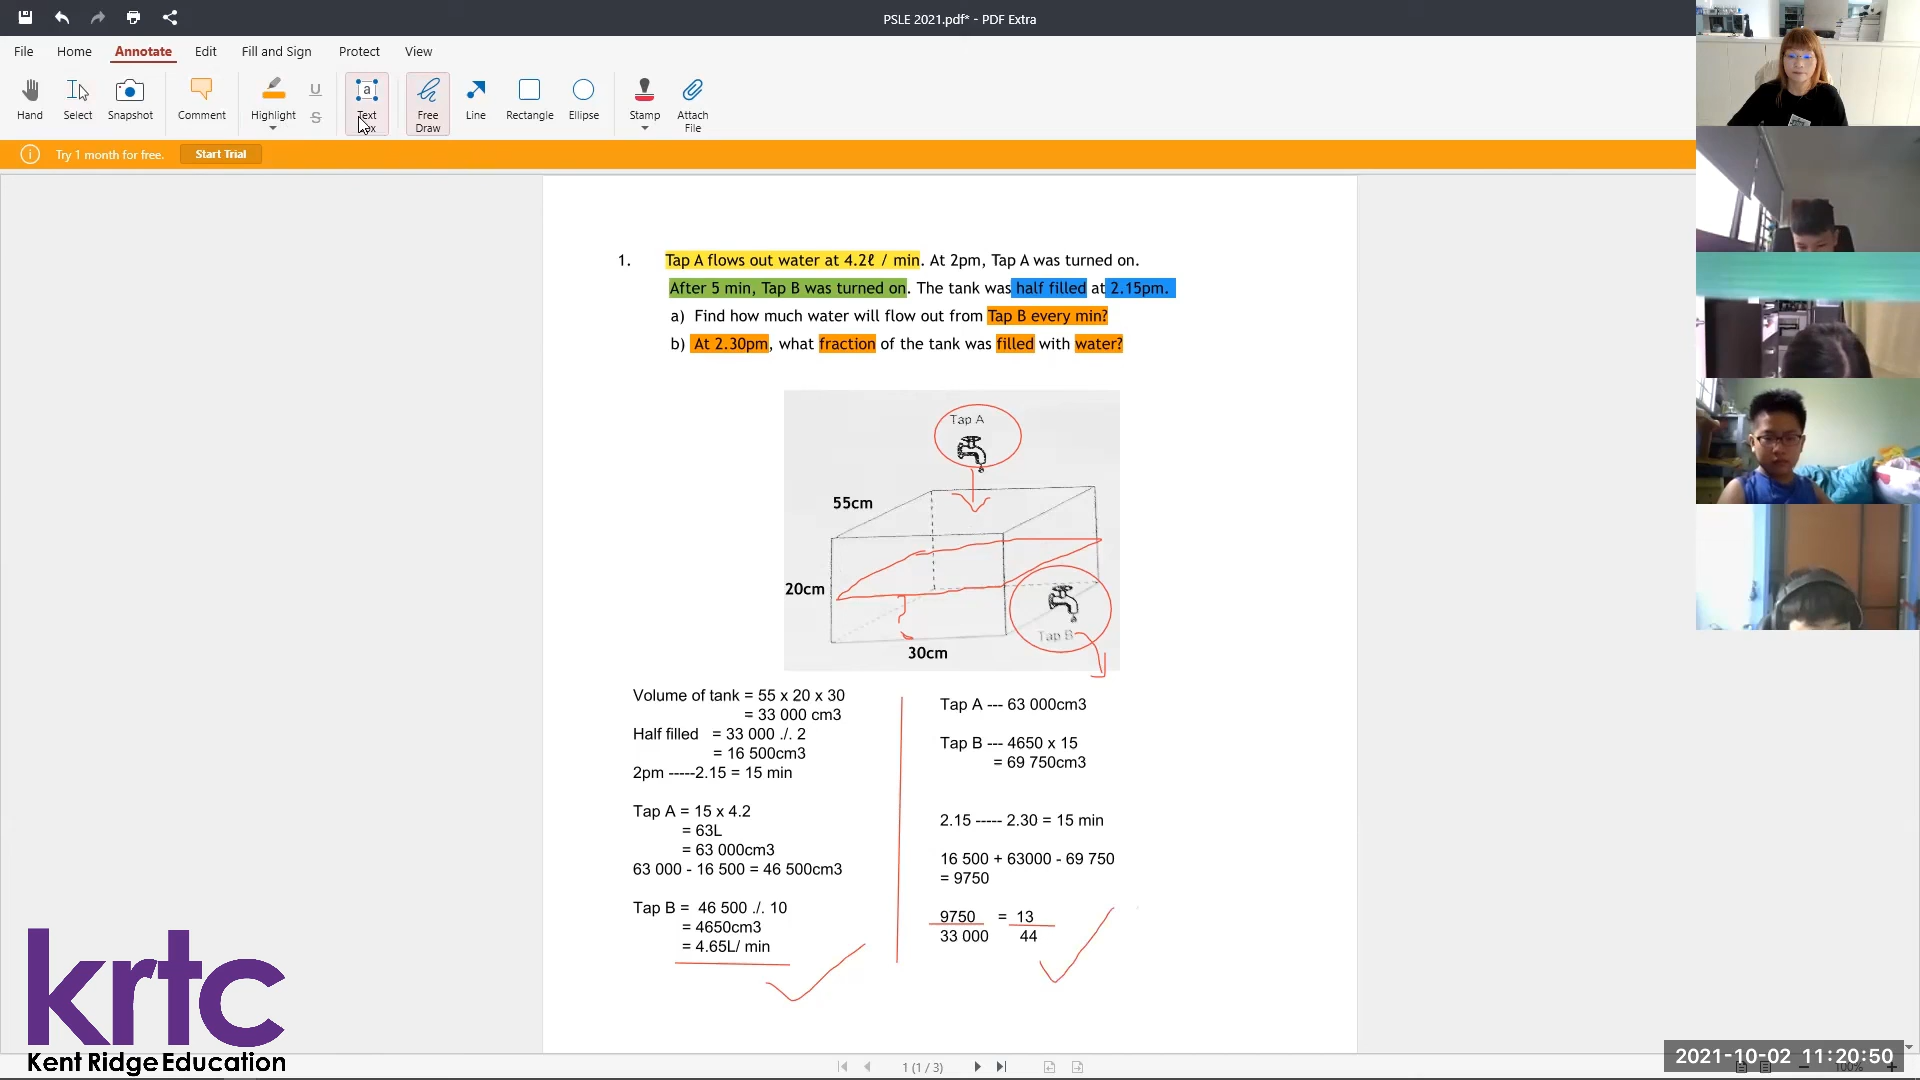 PSLE 2021.pdf* - PDF Extra
File Home Annotate Edit Fill and Sign Protect View
Hand Select Snapshot Comment Highlight U S Text Free Draw Line Rectangle Ellipse Stamp Attach File
Try 1 month for free. Start Trial
1. Tap A flows out water at 4.2ℓ / min. At 2pm, Tap A was turned on.
After 5 min, Tap B was turned on. The tank was half filled at 2.15pm.
a) Find how much water will flow out from Tap B every min?
b) At 2.30pm, what fraction of the tank was filled with water?
Tap A
55cm
20cm
Tap B
30cm
Volume of tank = 55 x 20 x 30
= 33 000 cm3
Half filled = 33 000 ./. 2
= 16 500cm3
2pm -----2.15 = 15 min
Tap A = 15 x 4.2
= 63L
= 63 000cm3
63 000 - 16 500 = 46 500cm3
Tap B = 46 500 ./. 10
= 4650cm3
= 4.65L/ min
Tap A --- 63 000cm3
Tap B --- 4650 x 15
= 69 750cm3
2.15 ----- 2.30 = 15 min
16 500 + 63000 - 69 750
= 9750
9750 = 13
33 000 44
krtc
Kent Ridge Education
1 (1 / 3)
2021-10-02 11:20:50
100%